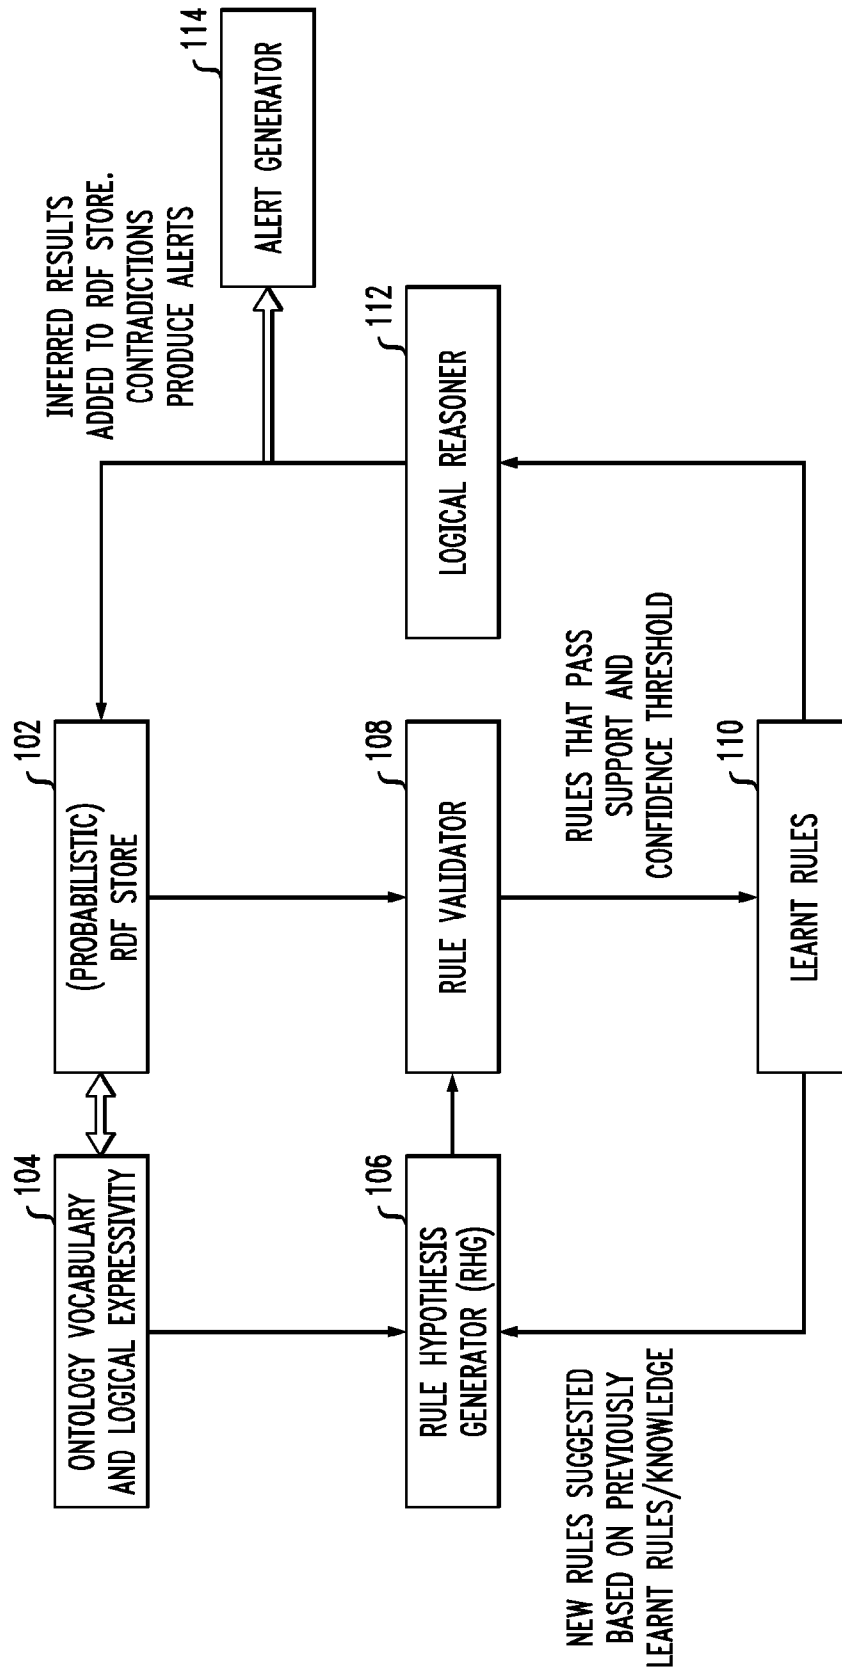 104
ONTOLOGY VOCABULARY
AND LOGICAL EXPRESSIVITY
102
(PROBABILISTIC)
RDF STORE
INFERRED RESULTS
ADDED TO RDF STORE.
CONTRADICTIONS
PRODUCE ALERTS
114
ALERT GENERATOR
106
RULE HYPOTHESIS
GENERATOR (RHG)
108
RULE VALIDATOR
112
LOGICAL REASONER
NEW RULES SUGGESTED
BASED ON PREVIOUSLY
LEARNT RULES/KNOWLEDGE
RULES THAT PASS
SUPPORT AND
CONFIDENCE THRESHOLD
110
LEARNT RULES